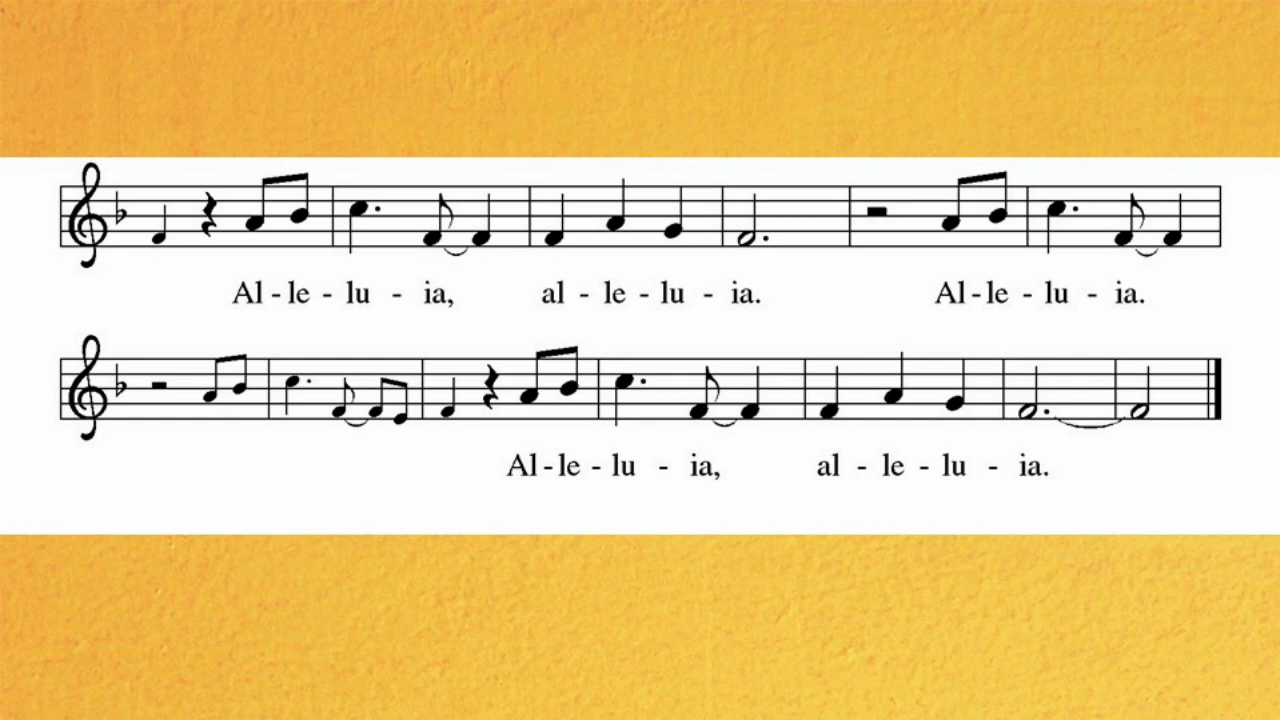 Al - le - lu - ia, al - le - lu - ia. Al - le - lu - ia.
Al - le - lu - ia, al - le - lu - ia.